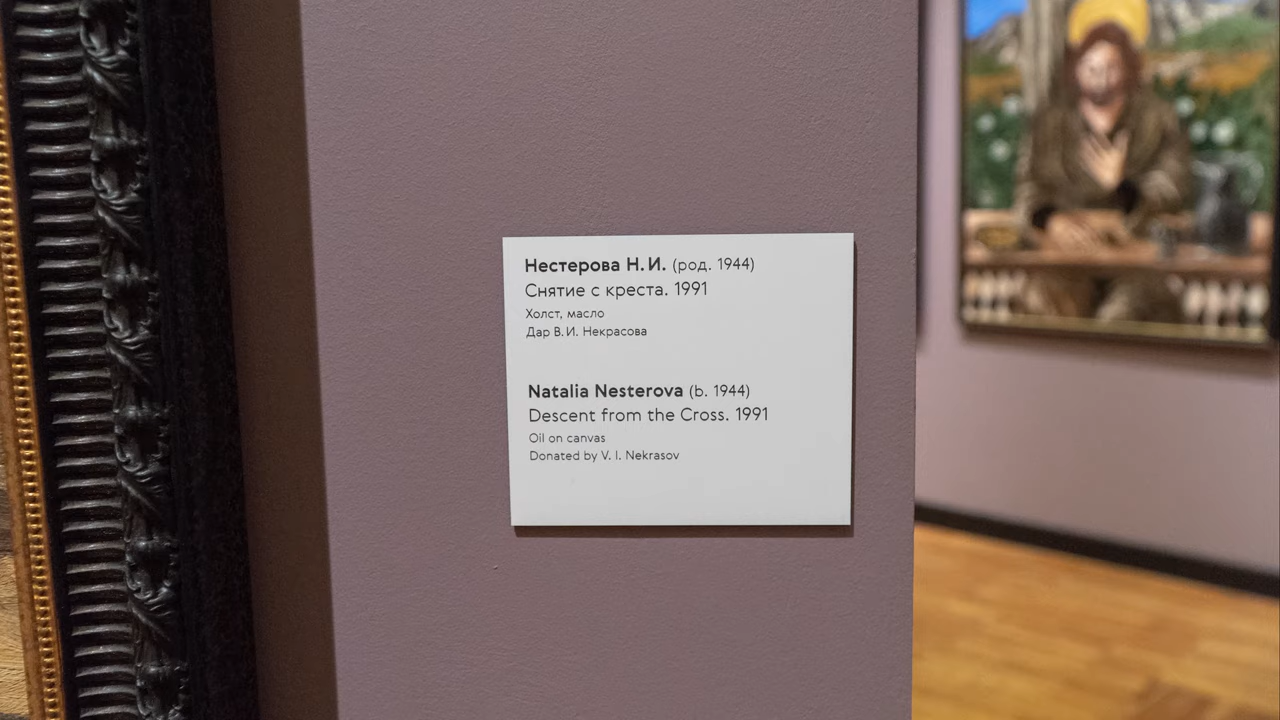 Нестерова Н. И. (род. 1944)
Снятие с креста. 1991
Холст, масло
Дар В. И. Некрасова
Natalia Nesterova (b. 1944)
Descent from the Cross. 1991
Oil on canvas
Donated by V. I. Nekrasov